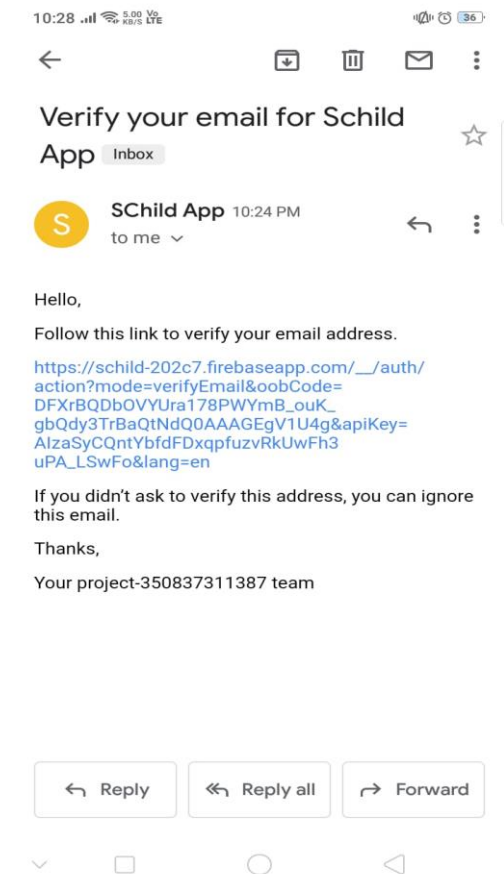 10:28 5.00 KB/S Vo LTE 36
Verify your email for Schild
App Inbox
S
SChild App 10:24 PM
to me
Hello,
Follow this link to verify your email address.
https://schild-202c7.firebaseapp.com/__/auth/
action?mode=verifyEmail&oobCode=
DFXrBQDbOVYUra178PWYmB_ouK_
gbQdy3TrBaQtNdQ0AAAGEgV1U4g&apiKey=
AIzaSyCQntYbfdFDxqpfuzvRkUwFh3
uPA_LSwFo&lang=en
If you didn’t ask to verify this address, you can ignore
this email.
Thanks,
Your project-350837311387 team
Reply Reply all Forward